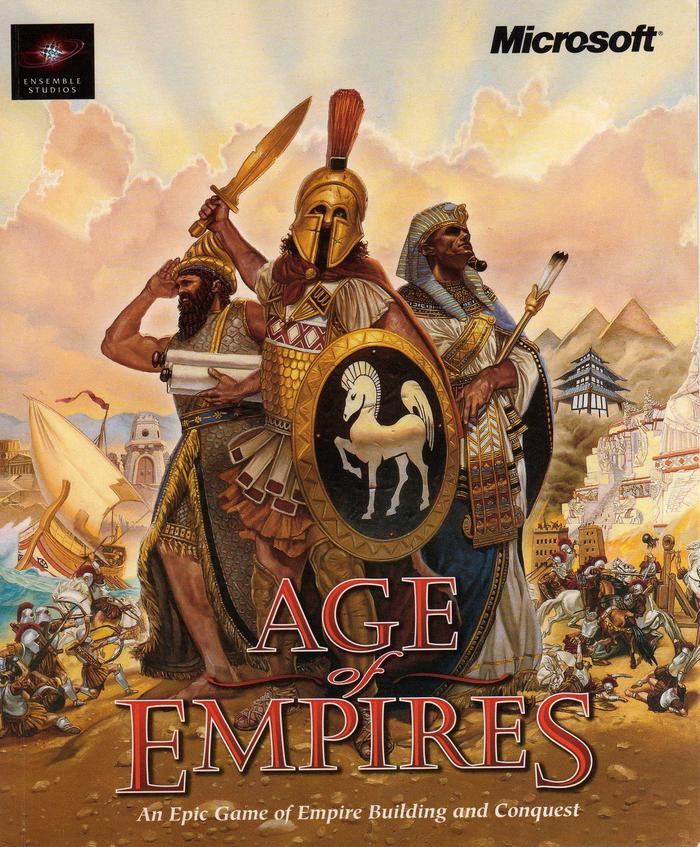 ENSEMBLE
STUDIOS
Microsoft®
AGE
of
EMPIRES
An Epic Game of Empire Building and Conquest